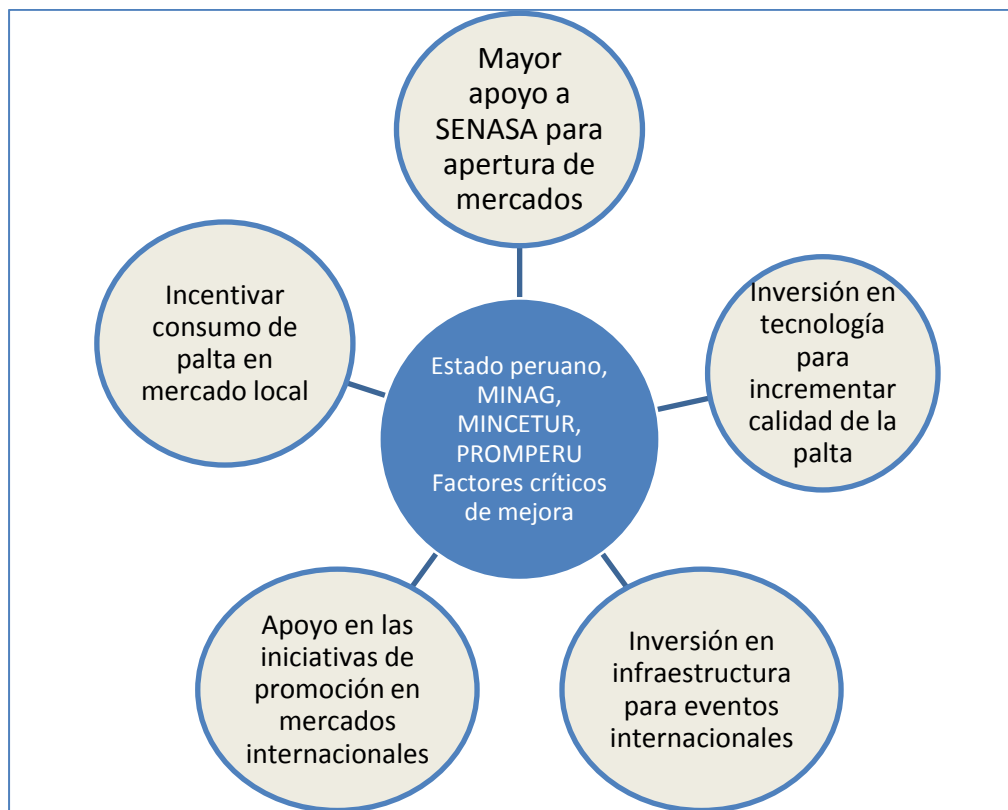 Mayor
apoyo a
SENASA para
apertura de
mercados
Incentivar
consumo de
palta en
mercado local
Estado peruano,
MINAG,
MINCETUR,
PROMPERU
Factores críticos
de mejora
Inversión en
tecnología
para
incrementar
calidad de la
palta
Apoyo en las
iniciativas de
promoción en
mercados
internacionales
Inversión en
infraestructura
para eventos
internacionales